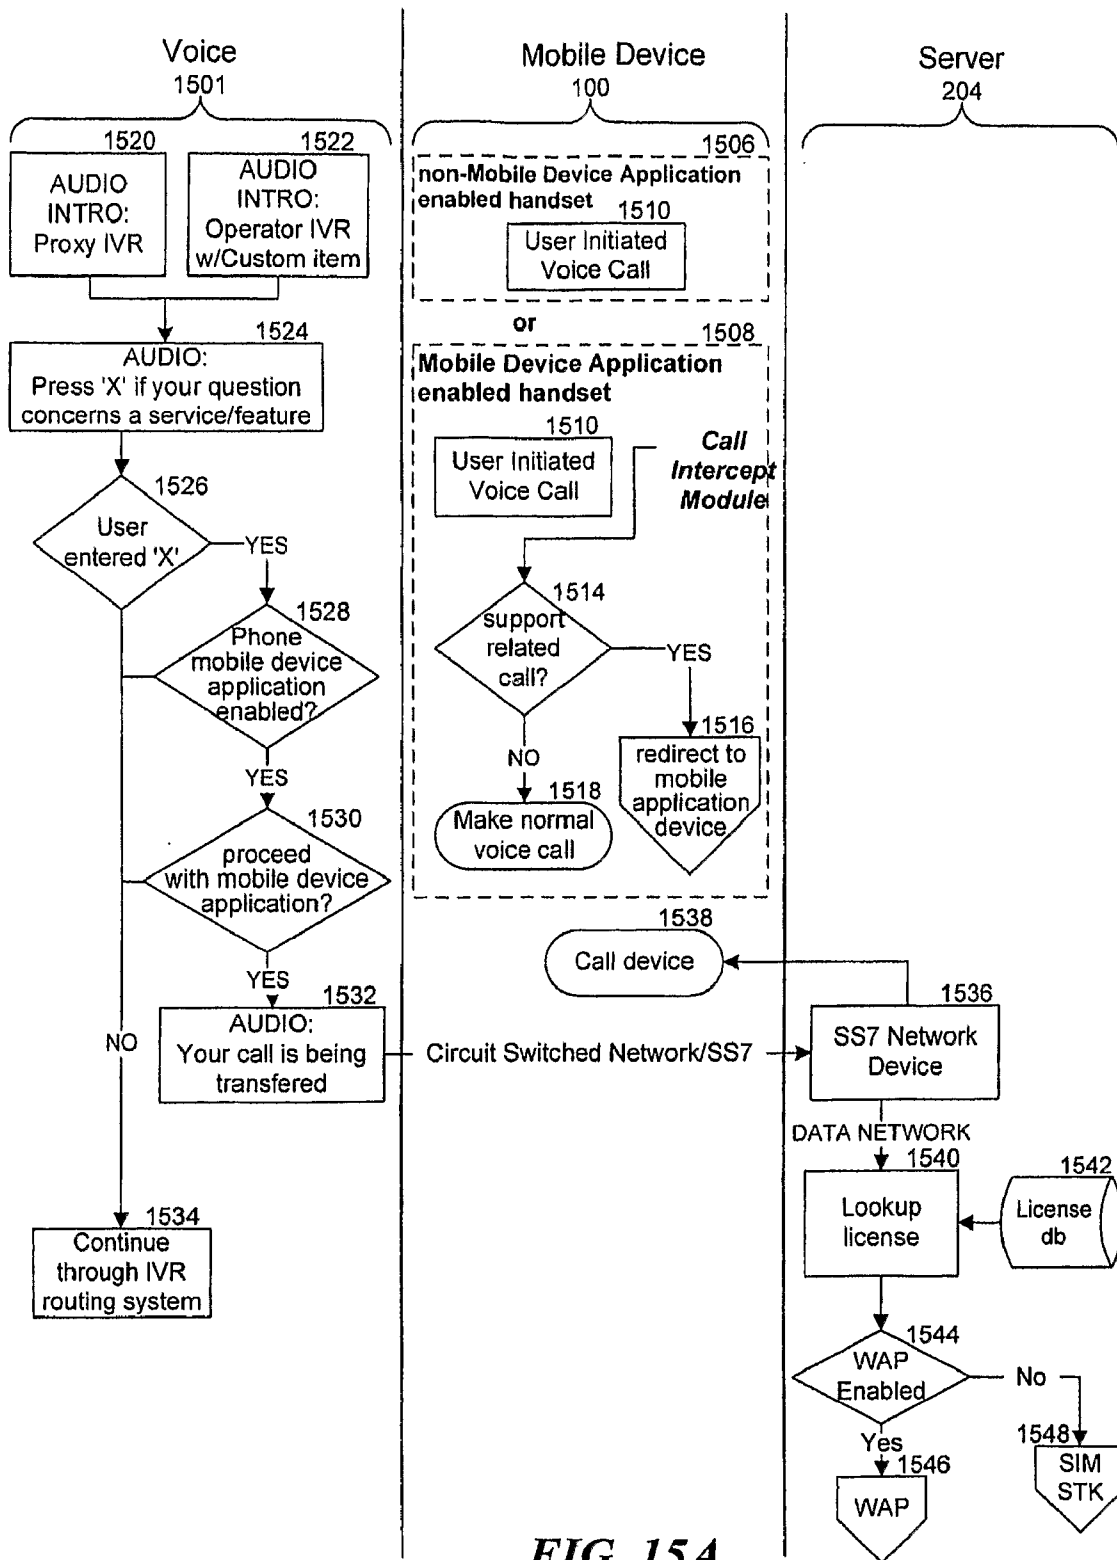 Voice
1501
1520
AUDIO
INTRO:
Proxy IVR
1522
AUDIO
INTRO:
Operator IVR
w/Custom item
1524
AUDIO:
Press 'X' if your question
concerns a service/feature
1526
User
entered 'X'
YES
1528
Phone
mobile device
application
enabled?
YES
1530
proceed
with mobile device
application?
YES
1532
AUDIO:
Your call is being
transfered
NO
1534
Continue
through IVR
routing system
Mobile Device
100
1506
non-Mobile Device Application
enabled handset
1510
User Initiated
Voice Call
or
1508
Mobile Device Application
enabled handset
1510
User Initiated
Voice Call
Call
Intercept
Module
1514
support
related
call?
YES
NO
1516
redirect to
mobile
application
device
1518
Make normal
voice call
1538
Call device
Circuit Switched Network/SS7
Server
204
1536
SS7 Network
Device
DATA NETWORK
1540
Lookup
license
1542
License
db
1544
WAP
Enabled
No
Yes
1546
WAP
1548
SIM
STK
FIG. 15A